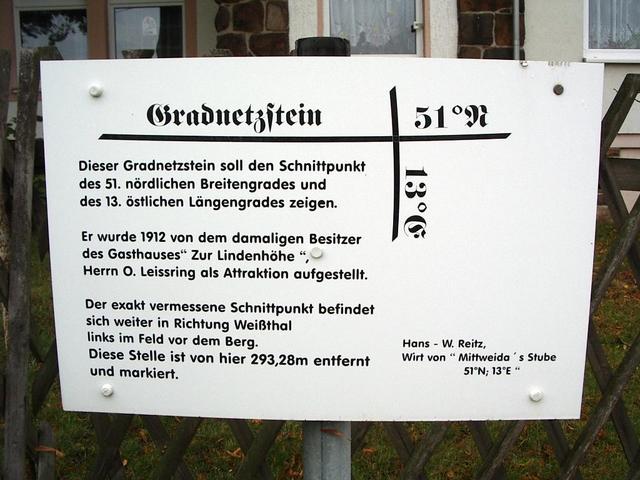 Gradnetzstein
51°N
13°E
Dieser Gradnetzstein soll den Schnittpunkt
des 51. nördlichen Breitengrades und
des 13. östlichen Längengrades zeigen.
Er wurde 1912 von dem damaligen Besitzer
des Gasthauses“ Zur Lindenhöhe “,
Herrn O. Leissring als Attraktion aufgestellt.
Der exakt vermessene Schnittpunkt befindet
sich weiter in Richtung Weißthal
links im Feld vor dem Berg.
Diese Stelle ist von hier 293,28m entfernt
und markiert.
Hans - W. Reitz,
Wirt von “ Mittweida´s Stube
51°N; 13°E “